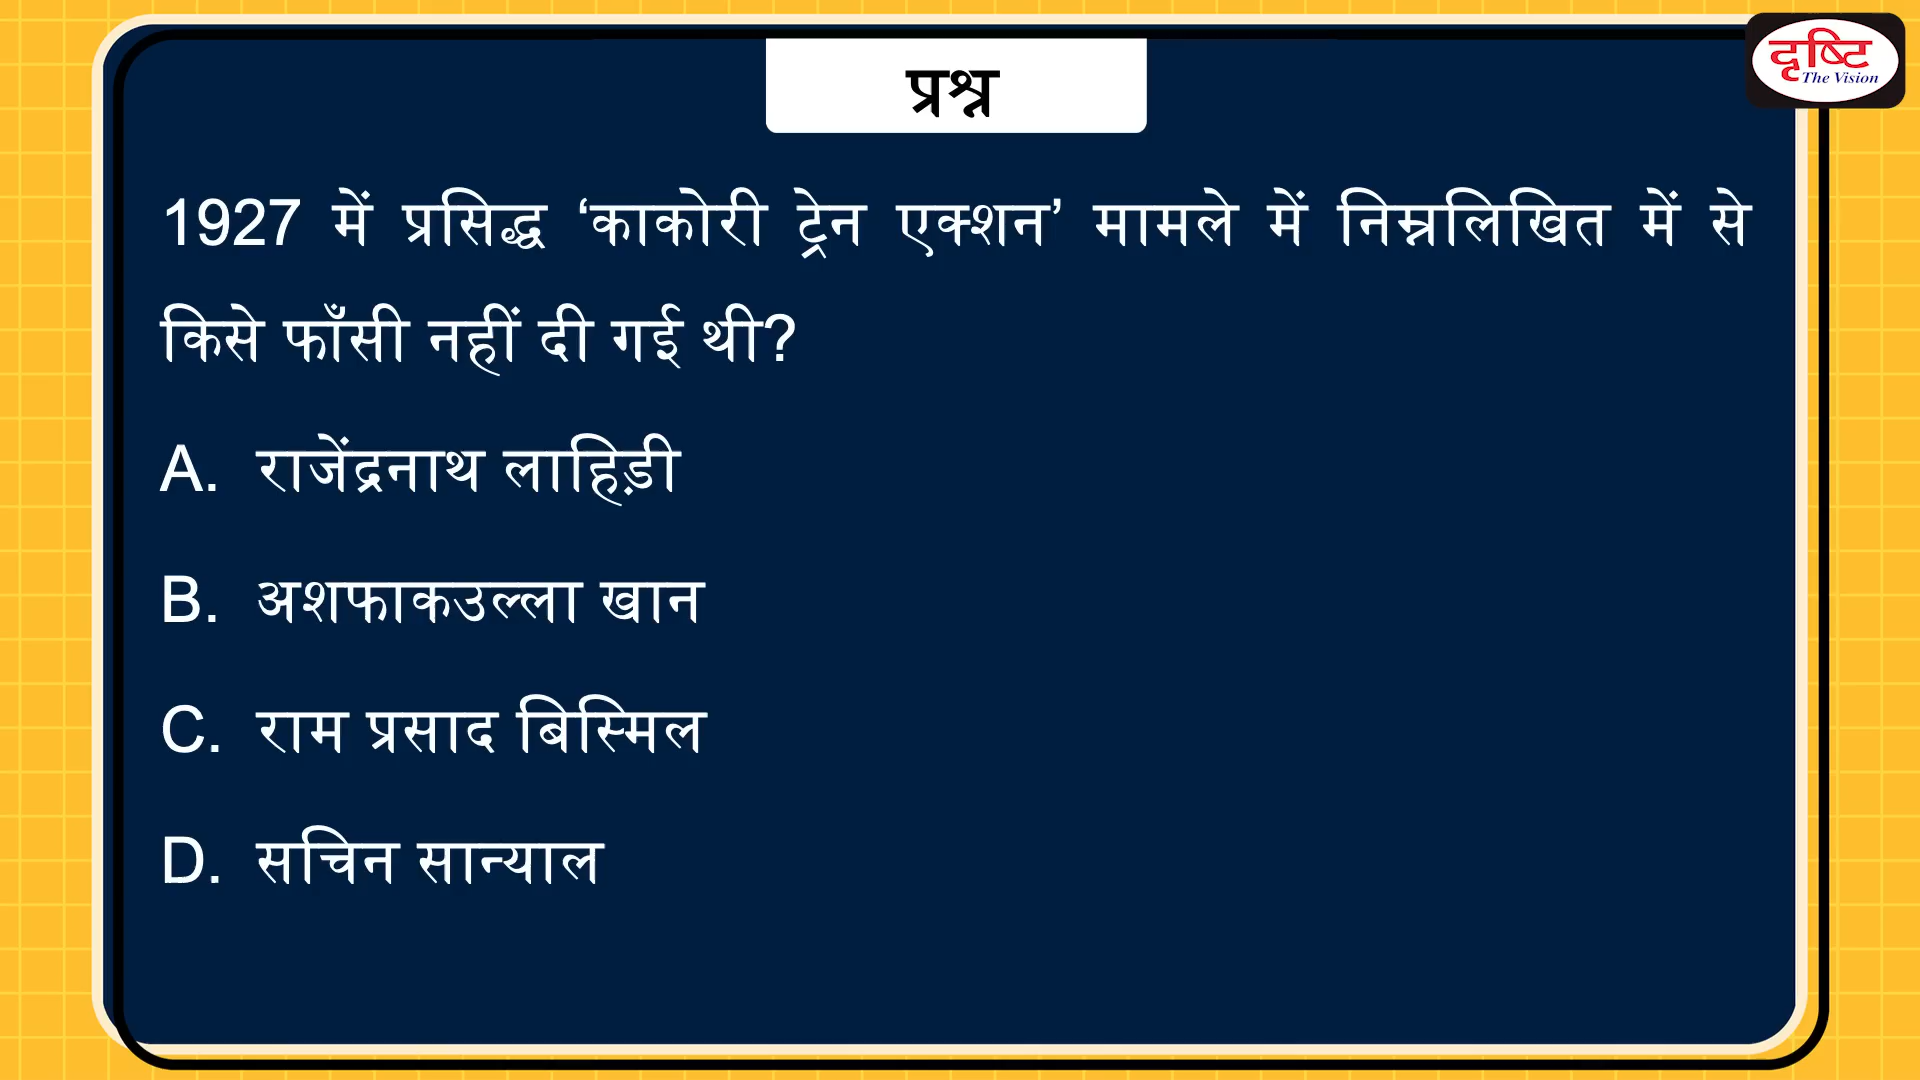 प्रश्न
दृष्टि
The Vision
1927 में प्रसिद्ध ‘काकोरी ट्रेन एक्शन’ मामले में निम्नलिखित में से
किसे फाँसी नहीं दी गई थी?
A. राजेंद्रनाथ लाहिड़ी
B. अशफाकउल्ला खान
C. राम प्रसाद बिस्मिल
D. सचिन सान्याल